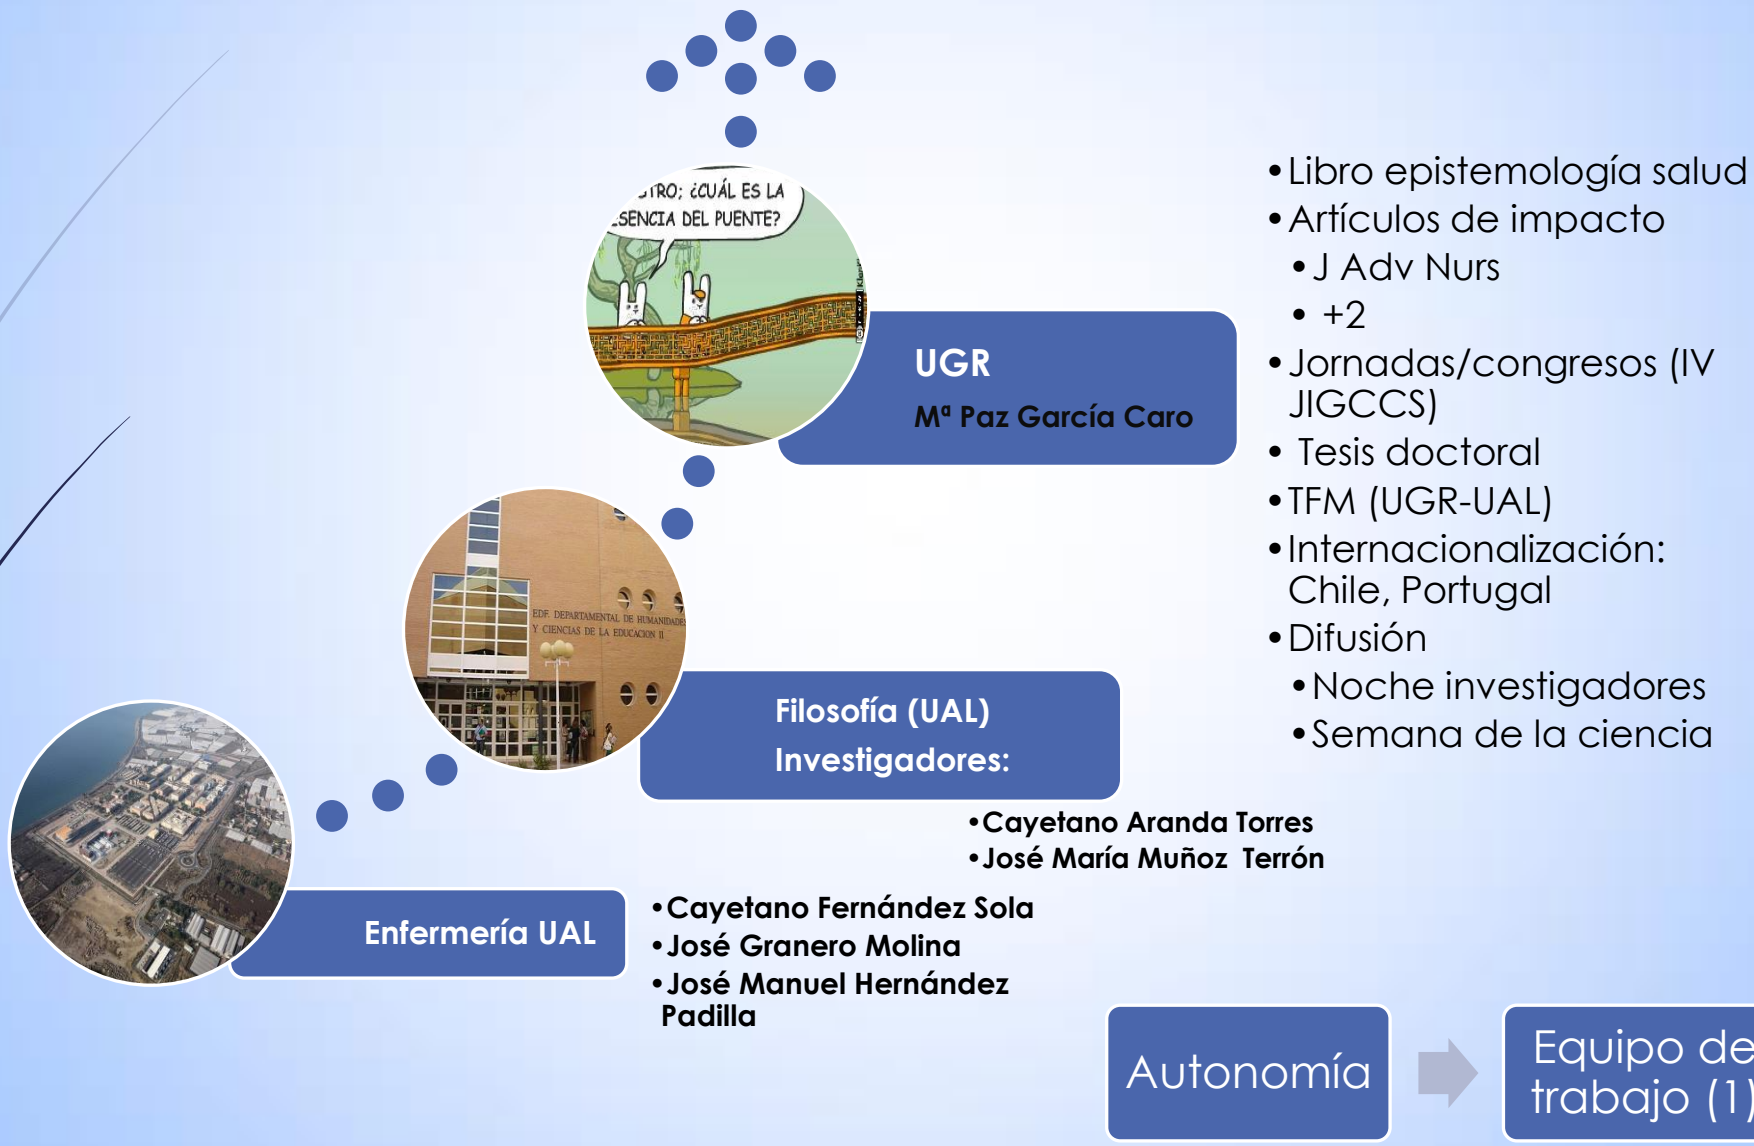 STRO; ¿CUÁL ES LA
ESENCIA DEL PUENTE?
UGR
Mª Paz García Caro
•Libro epistemología salud
•Artículos de impacto
•J Adv Nurs
• +2
•Jornadas/congresos (IV
JIGCCS)
• Tesis doctoral
•TFM (UGR-UAL)
•Internacionalización:
Chile, Portugal
•Difusión
•Noche investigadores
•Semana de la ciencia
EDF. DEPARTAMENTAL DE HUMANIDADES
Y CIENCIAS DE LA EDUCACION II
Filosofía (UAL)
Investigadores:
•Cayetano Aranda Torres
•José María Muñoz Terrón
Enfermería UAL
•Cayetano Fernández Sola
•José Granero Molina
•José Manuel Hernández
Padilla
Autonomía
Equipo de
trabajo (1)